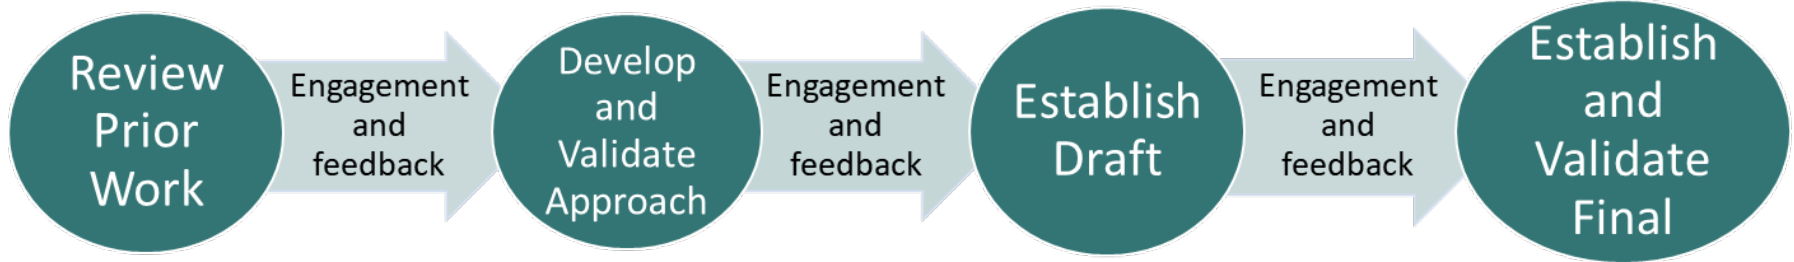 Review
Prior
Work
Engagement
and
feedback
Develop
and
Validate
Approach
Engagement
and
feedback
Establish
Draft
Engagement
and
feedback
Establish
and
Validate
Final